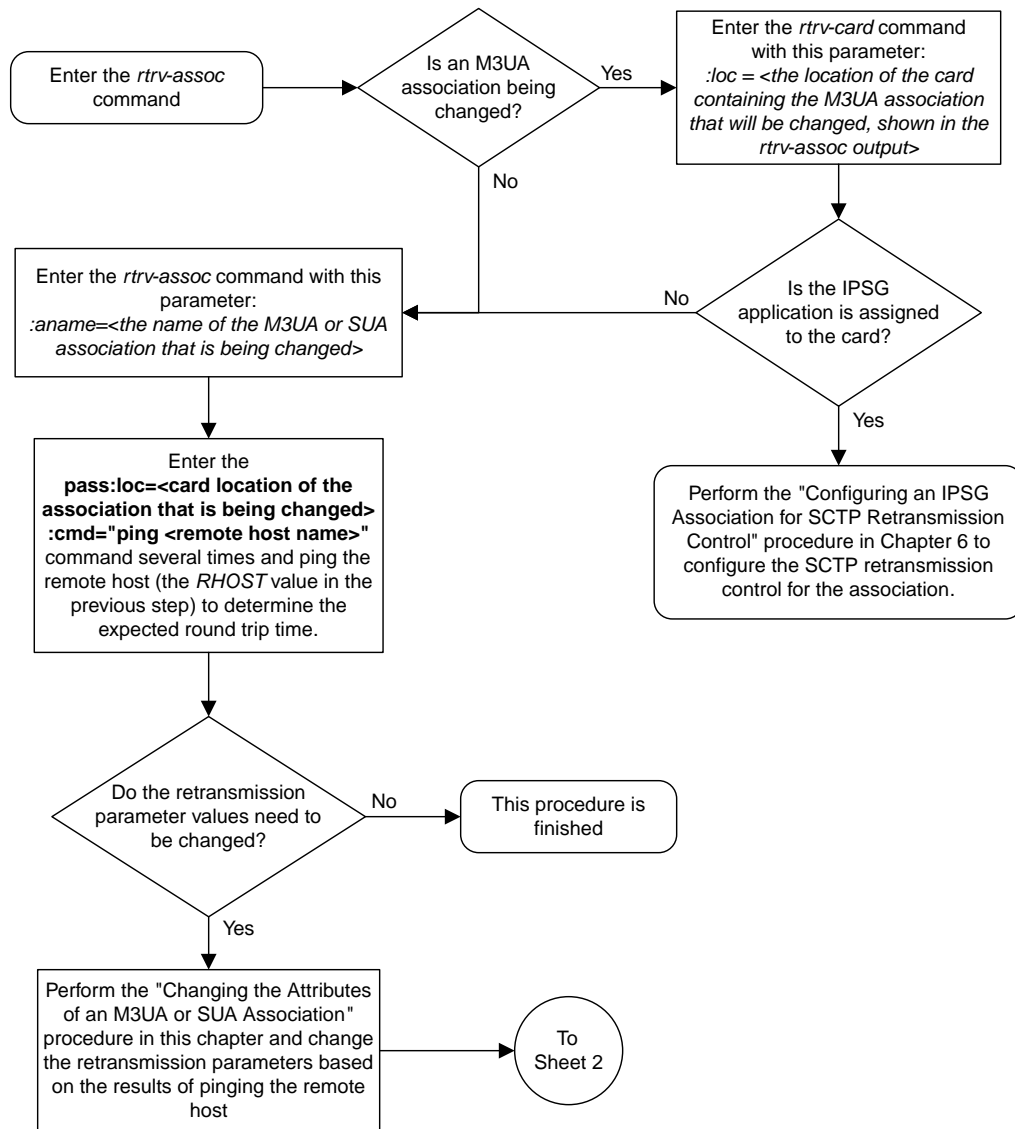 Enter the rtrv-assoc
command
Is an M3UA
association being
changed?
Yes
Enter the rtrv-card command
with this parameter:
:loc = <the location of the card
containing the M3UA association
that will be changed, shown in the
rtrv-assoc output>
No
Is the IPSG
application is assigned
to the card?
No
Yes
Enter the rtrv-assoc command with this
parameter:
:aname=<the name of the M3UA or SUA
association that is being changed>
Perform the "Configuring an IPSG
Association for SCTP Retransmission
Control" procedure in Chapter 6 to
configure the SCTP retransmission
control for the association.
Enter the
pass:loc=<card location of the
association that is being changed>
:cmd="ping <remote host name>"
command several times and ping the
remote host (the RHOST value in the
previous step) to determine the
expected round trip time.
Do the retransmission
parameter values need to
be changed?
No
This procedure is
finished
Yes
Perform the "Changing the Attributes
of an M3UA or SUA Association"
procedure in this chapter and change
the retransmission parameters based
on the results of pinging the remote
host
To
Sheet 2